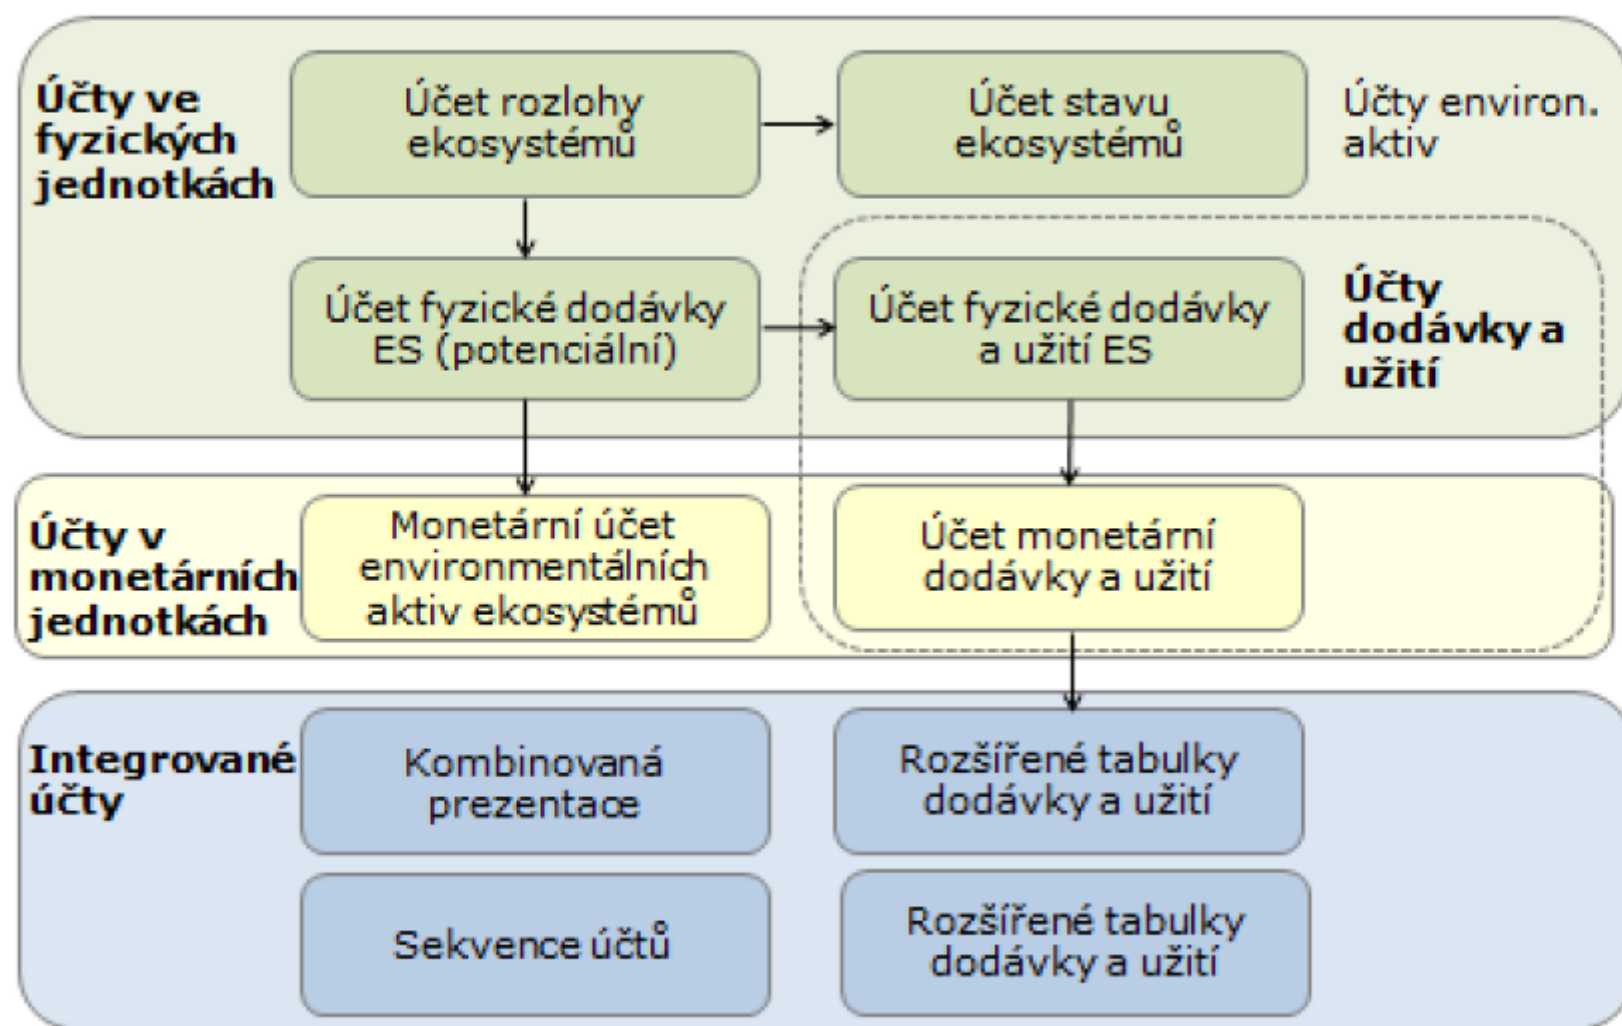 Účty ve
fyzických
jednotkách
Účet rozlohy
ekosystémů
Účet stavu
ekosystémů
Účty environ.
aktiv
Účet fyzické dodávky
ES (potenciální)
Účet fyzické dodávky
a užití ES
Účty
dodávky a
užití
Účty v
monetárních
jednotkách
Monetární účet
environmentálních
aktiv ekosystémů
Účet monetární
dodávky a užití
Integrované
účty
Kombinovaná
prezentace
Rozšířené tabulky
dodávky a užití
Sekvence účtů
Rozšířené tabulky
dodávky a užití